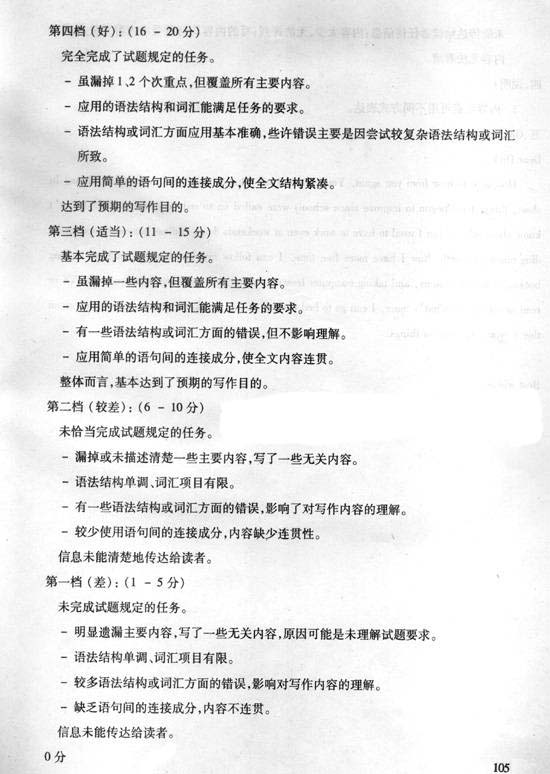 第四档（好）：（16 - 20分）
完全完成了试题规定的任务。
- 虽漏掉1、2个次重点，但覆盖所有主要内容。
- 应用的语法结构和词汇能满足任务的要求。
- 语法结构或词汇方面应用基本准确，些许错误主要是因尝试较复杂语法结构或词汇
所致。
- 应用简单的语句间的连接成分，使全文结构紧凑。
达到了预期的写作目的。
第三档（适当）：（11 - 15分）
基本完成了试题规定的任务。
- 虽漏掉一些内容，但覆盖所有主要内容。
- 应用的语法结构和词汇能满足任务的要求。
- 有一些语法结构或词汇方面的错误，但不影响理解。
- 应用简单的语句间的连接成分，使全文内容连贯。
整体而言，基本达到了预期的写作目的。
第二档（较差）：（6 - 10分）
未恰当完成试题规定的任务。
- 漏掉或未描述清楚一些主要内容，写了一些无关内容。
- 语法结构单调、词汇项目有限。
- 有一些语法结构或词汇方面的错误，影响了对写作内容的理解。
- 较少使用语句间的连接成分，内容缺少连贯性。
信息未能清楚地传达给读者。
第一档（差）：（1 - 5分）
未完成试题规定的任务。
- 明显遗漏主要内容，写了一些无关内容，原因可能是未理解试题要求。
- 语法结构单调、词汇项目有限。
- 较多语法结构或词汇方面的错误，影响对写作内容的理解。
- 缺乏语句间的连接成分，内容不连贯。
信息未能传达给读者。
0分
105